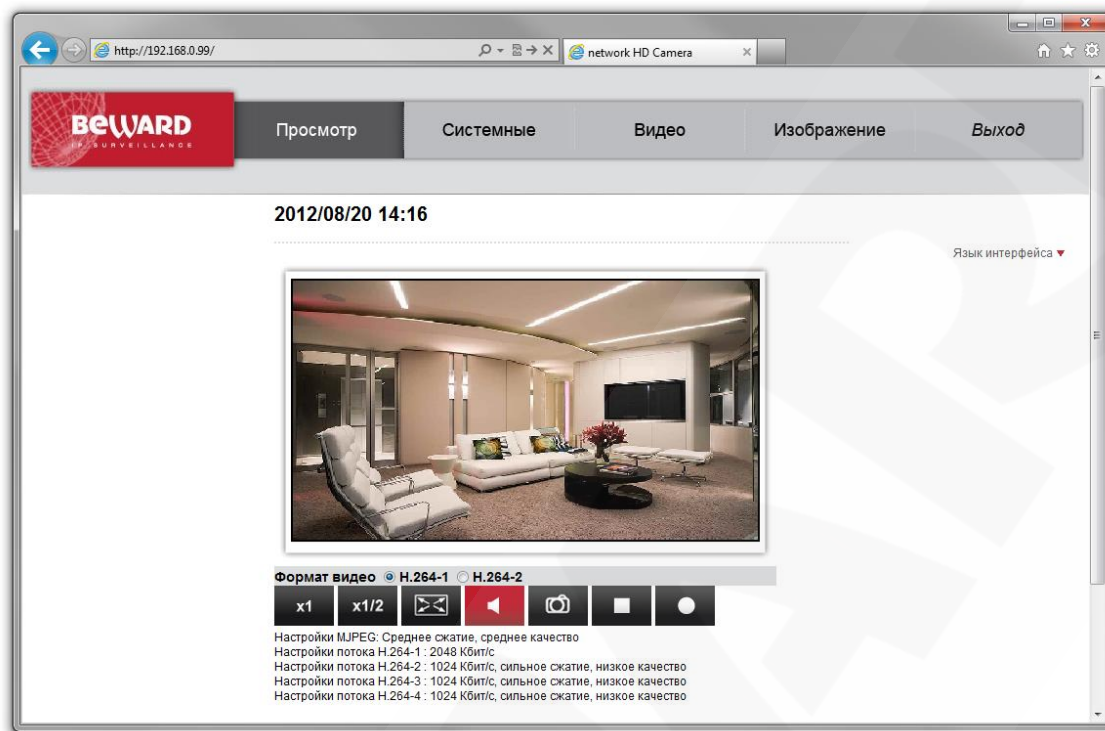 http://192.168.0.99/
network HD Camera
BEWARD
IP SURVEILLANCE
Просмотр
Системные
Видео
Изображение
Выход
2012/08/20 14:16
Язык интерфейса
Формат видео H.264-1 H.264-2
x1 x1/2
Настройки MJPEG: Среднее сжатие, среднее качество
Настройки потока H.264-1 : 2048 Кбит/с
Настройки потока H.264-2 : 1024 Кбит/с, сильное сжатие, низкое качество
Настройки потока H.264-3 : 1024 Кбит/с, сильное сжатие, низкое качество
Настройки потока H.264-4 : 1024 Кбит/с, сильное сжатие, низкое качество